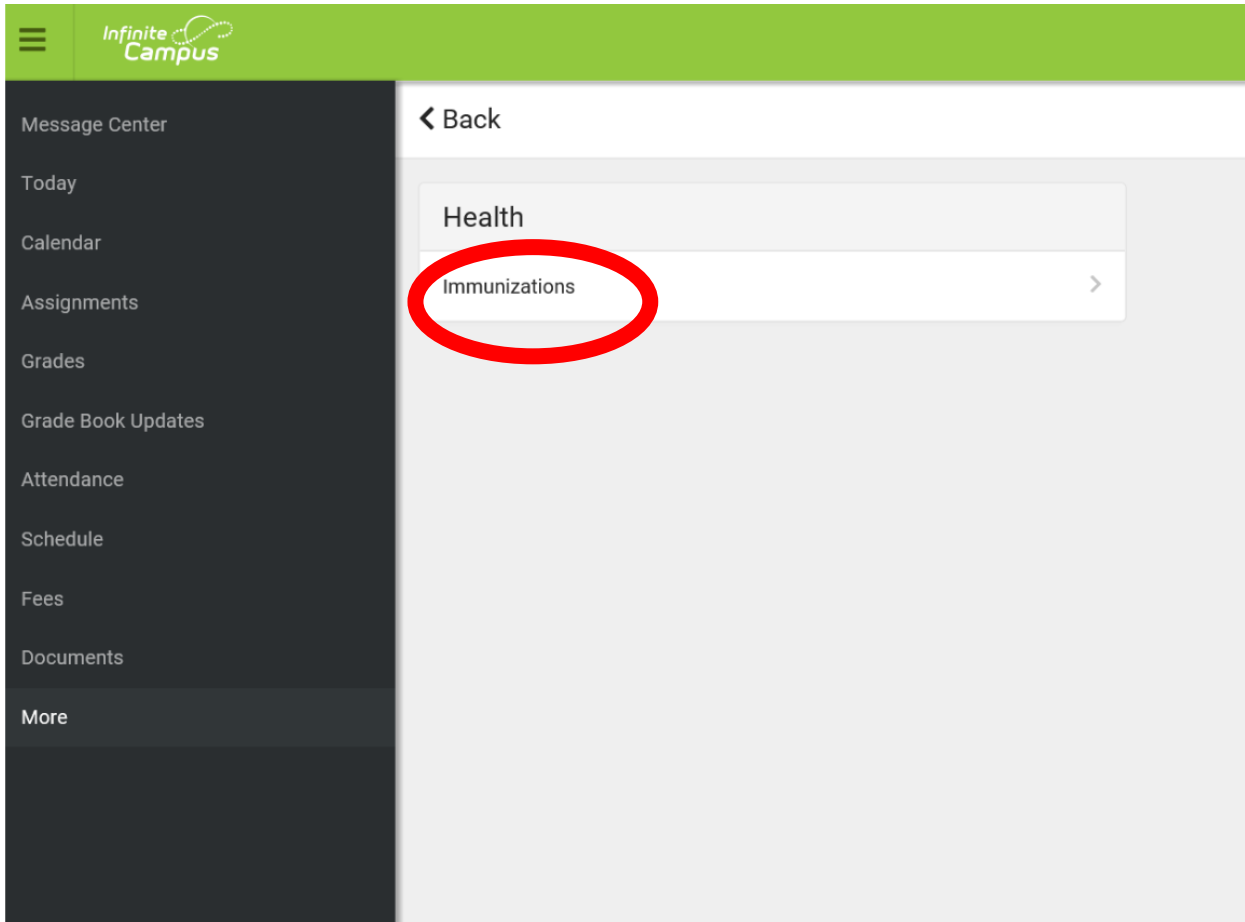 Infinite
Campus
Message Center
Today
Calendar
Assignments
Grades
Grade Book Updates
Attendance
Schedule
Fees
Documents
More
Back
Health
Immunizations